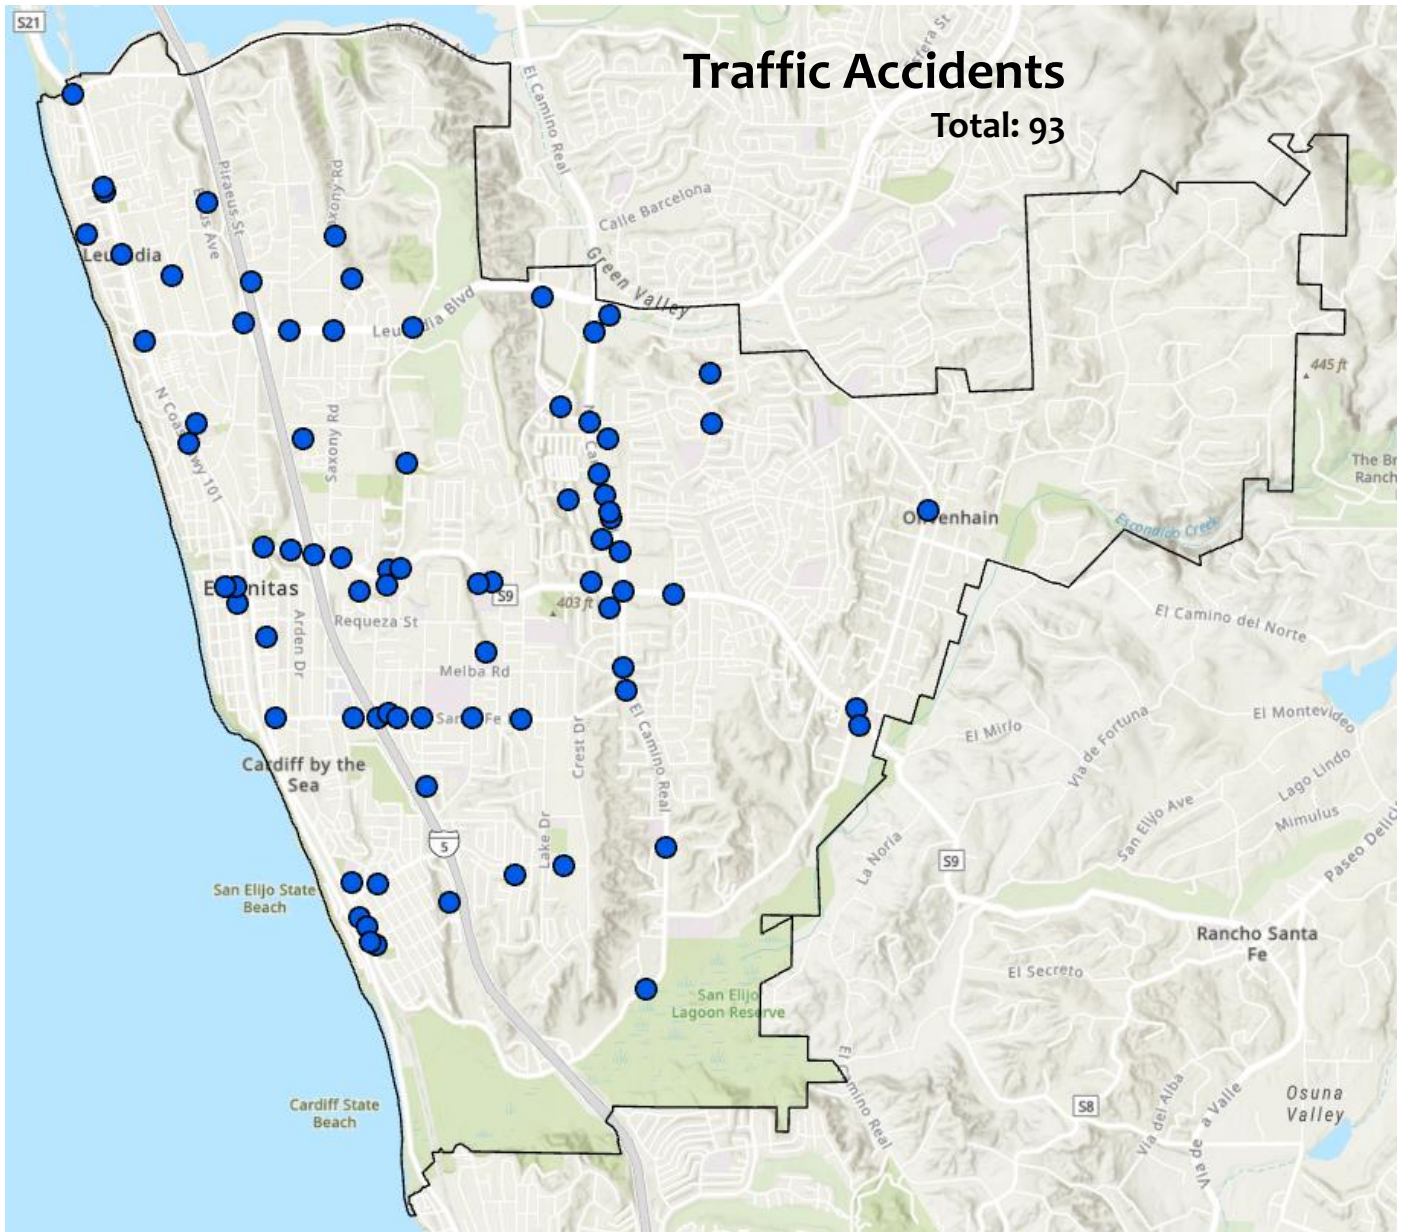 S21
La Costa Ave
Traffic Accidents
Total: 93
El Camino Real
Piraeus St
Saxony Rd
Calle Barcelona
Green Valley
Leucadia
Leucadia Blvd
445 ft
N Coast Hwy 101
Saxony Rd
The Br
Ranch
Olivenhain
Escondido Creek
Encinitas
S9
403 ft
Arden Dr
Requeza St
El Camino del Norte
Melba Rd
Santa Fe
Crest Dr
El Camino Real
El Mirlo
Via de Fortuna
El Montevideo
Cardiff by the
Sea
Lago Lindo
San Elijo Ave
Mimulus
Paseo Delici
5
Lake Dr
La Noria
S9
San Elijo State
Beach
Rancho Santa
Fe
El Secreto
San Elijo
Lagoon Reserve
Cardiff State
Beach
El Camino Real
S8
Via del Alba
Via de
a Valle
Osuna
Valley